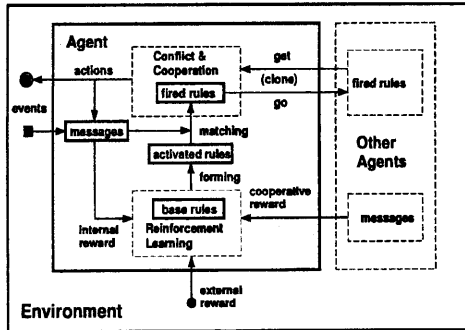 Agent
Conflict &
Cooperation
fired rules
get
(clone)
go
fired rules
actions
events
messages
matching
activated rules
forming
Other
Agents
cooperative
reward
base rules
Reinforcement
Learning
messages
internal
reward
external
reward
Environment